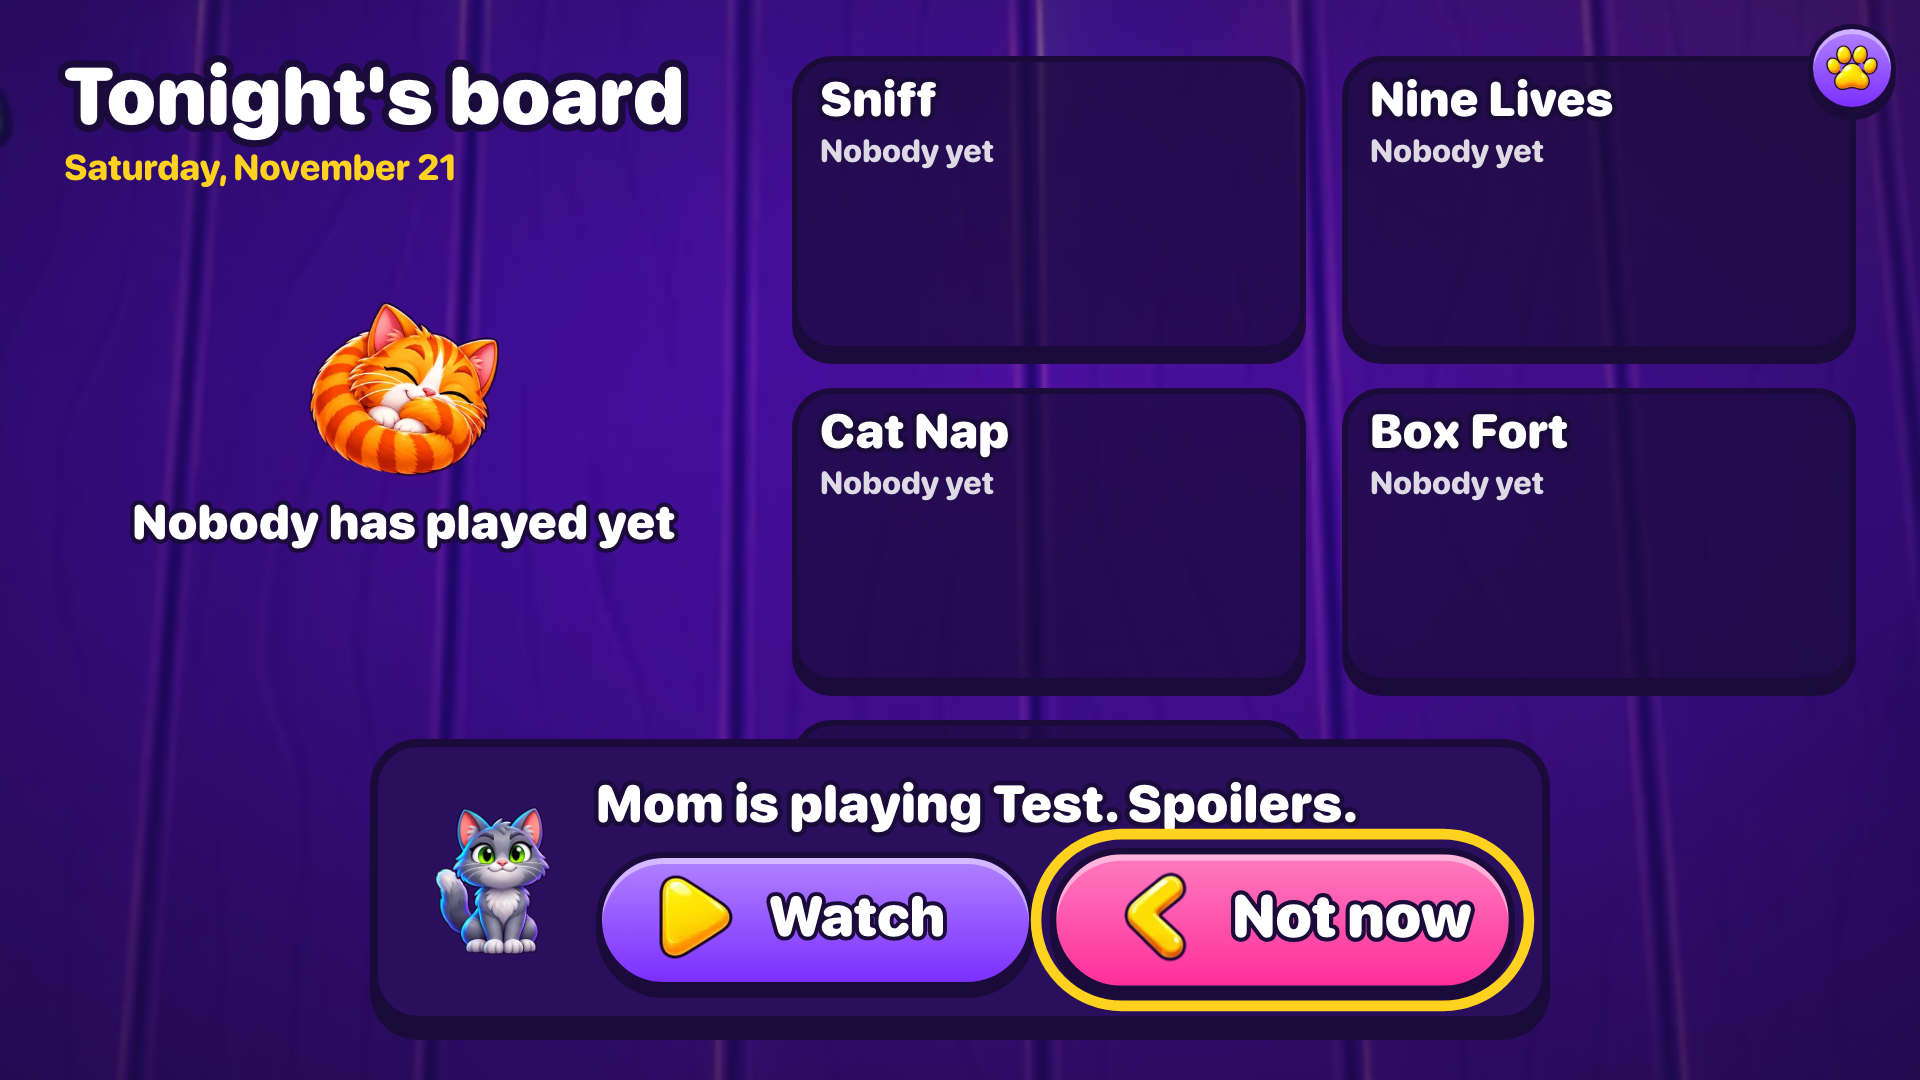 Tonight's board
Saturday, November 21
Nobody has played yet
Sniff
Nobody yet
Nine Lives
Nobody yet
Cat Nap
Nobody yet
Box Fort
Nobody yet
Mom is playing Test. Spoilers.
Watch
Not now